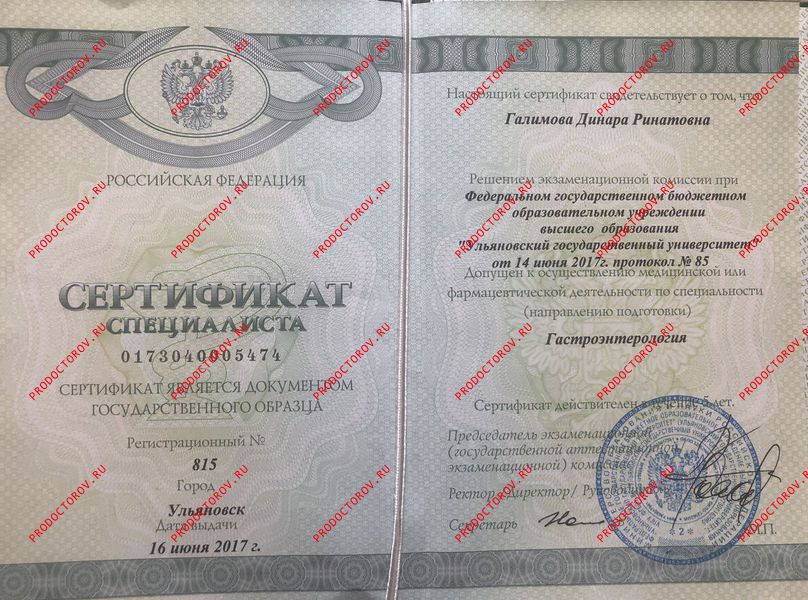 РОССИЙСКАЯ ФЕДЕРАЦИЯ
СЕРТИФИКАТ
СПЕЦИАЛИСТА
0173040005474
СЕРТИФИКАТ ЯВЛЯЕТСЯ ДОКУМЕНТОМ
ГОСУДАРСТВЕННОГО ОБРАЗЦА
Регистрационный №
815
Город
Ульяновск
Дата выдачи
16 июня 2017 г.
Настоящий сертификат свидетельствует о том, что
Галимова Динара Ринатовна
Решением экзаменационной комиссии при
Федеральном государственном бюджетном
образовательном учреждении
высшего образования
"Ульяновский государственный университет"
от 14 июня 2017г. протокол № 85
Допущен к осуществлению медицинской или
фармацевтической деятельности по специальности
(направлению подготовки)
Гастроэнтерология
Сертификат действителен в течение 5 лет.
Председатель экзаменационной
(государственной аттестационной
экзаменационной) комиссии
Ректор /Директор/ Руководитель
Секретарь
М.П.
PRODOCTOROV.RU